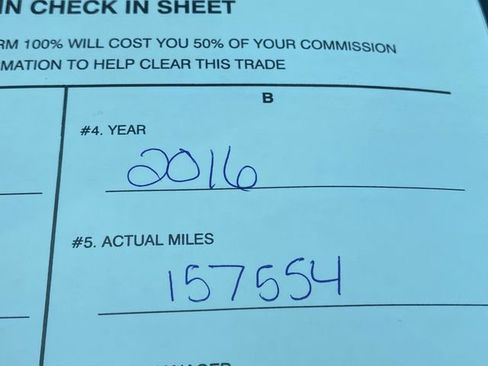 IN CHECK IN SHEET
RM 100% WILL COST YOU 50% OF YOUR COMMISSION
MATION TO HELP CLEAR THIS TRADE
B
#4. YEAR
2016
#5. ACTUAL MILES
157554